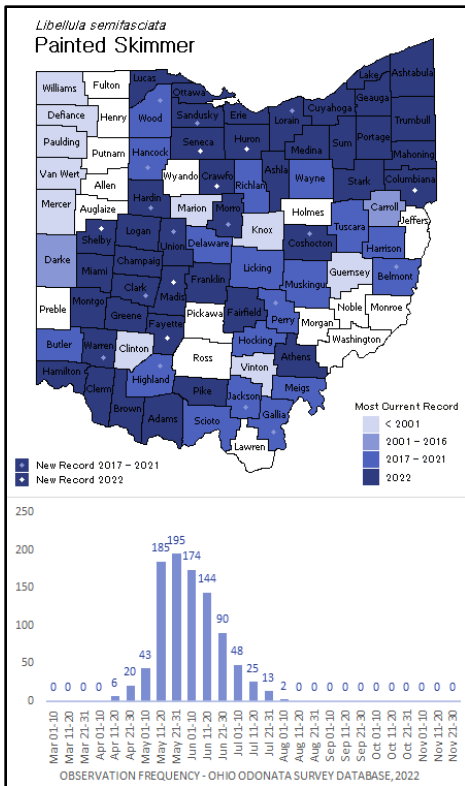 Libellula semifasciata
Painted Skimmer
Williams
Fulton
Lucas
Ottawa
Lake
Ashtabula
Geauga
Defiance
Henry
Wood
Sandusky
Erie
Lorain
Cuyahoga
Trumbull
Paulding
Putnam
Hancock
Seneca
Huron
Medina
Sum
Portage
Mahoning
Van Wert
Allen
Wyando
Crawfo
Richlan
Ashla
Wayne
Stark
Columbiana
Mercer
Auglaize
Hardin
Marion
Morro
Knox
Holmes
Carroll
Jeffers
Shelby
Logan
Union
Delaware
Coshocton
Tuscara
Harrison
Darke
Miami
Champaig
Licking
Muskingu
Guernsey
Belmont
Clark
Madis
Franklin
Preble
Montgo
Greene
Fayette
Pickawa
Fairfield
Perry
Morgan
Noble
Monroe
Butler
Warren
Clinton
Ross
Hocking
Athens
Washington
Hamilton
Clerm
Highland
Vinton
Meigs
Brown
Adams
Pike
Scioto
Jackson
Gallia
Lawren
Most Current Record
< 2001
2001 - 2016
2017 - 2021
2022
New Record 2017 - 2021
New Record 2022
250
200
150
100
50
0
0 0 0 0 6 20 43 185 195 174 144 90 48 25 13 2 0 0 0 0 0 0 0 0 0 0 0
Mar 01-10
Mar 11-20
Mar 21-31
Apr 01-10
Apr 11-20
Apr 21-30
May 01-10
May 11-20
May 21-31
Jun 01-10
Jun 11-20
Jun 21-30
Jul 01-10
Jul 11-20
Jul 21-31
Aug 01-10
Aug 11-20
Aug 21-31
Sep 01-10
Sep 11-20
Sep 21-30
Oct 01-10
Oct 11-20
Oct 21-31
Nov 01-10
Nov 11-20
Nov 21-30
OBSERVATION FREQUENCY - OHIO ODONATA SURVEY DATABASE, 2022